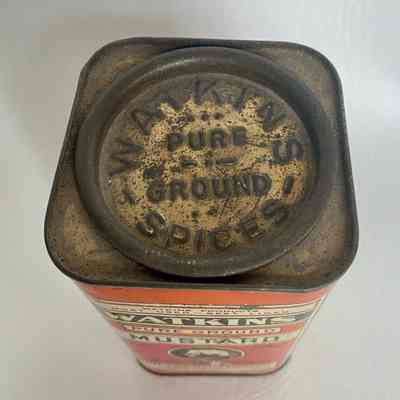 WATKINS
PURE
GROUND
SPICES
WATKINS
PURE GROUND
MUSTARD